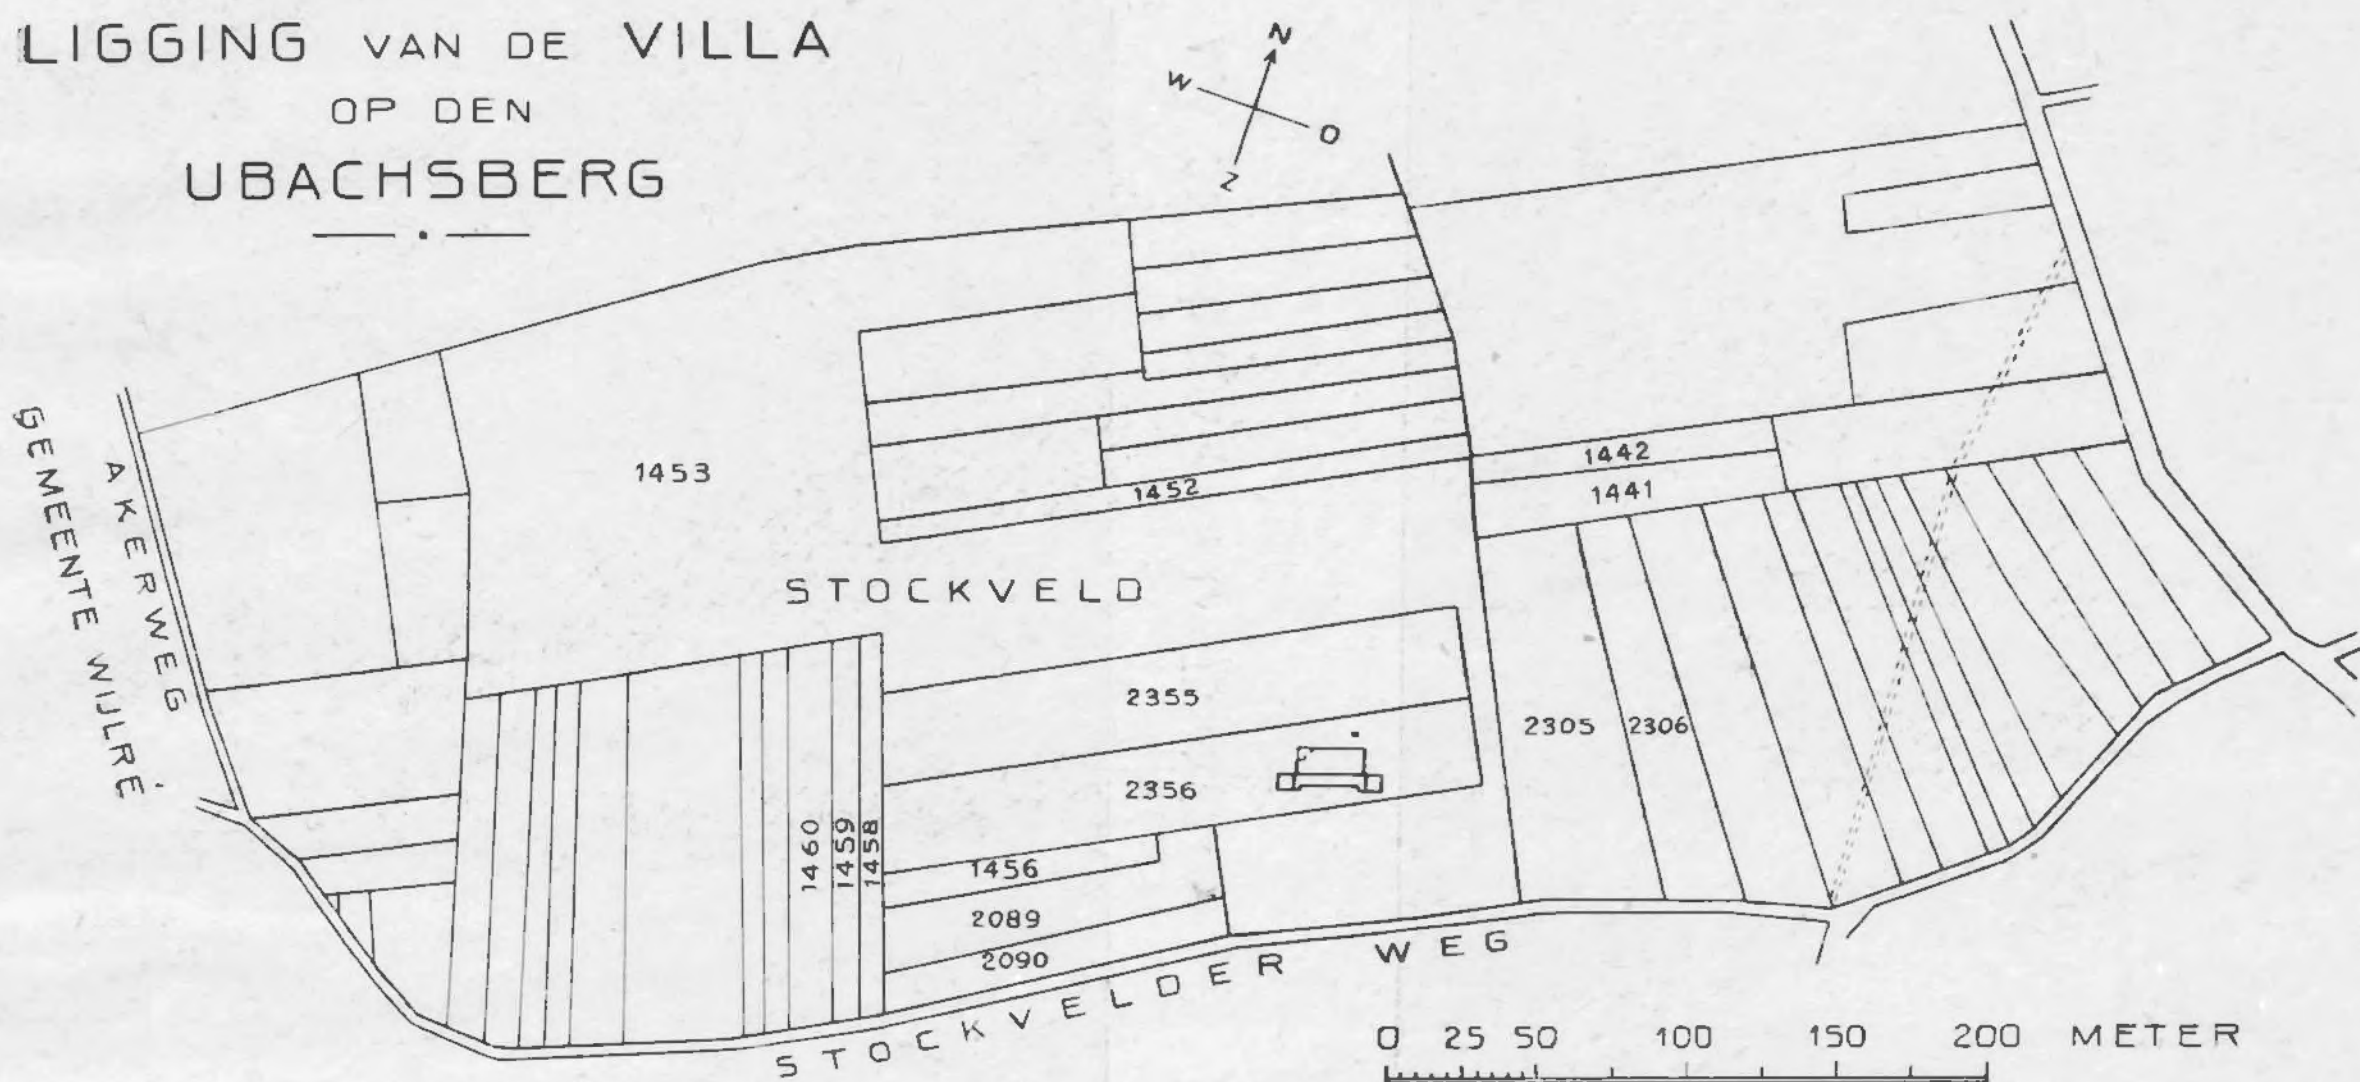 LIGGING VAN DE VILLA
OP DEN
UBACHSBERG
N
W
O
Z
GEMEENTE WIJLRÉ
AKERWEG
1453
1452
1442
1441
STOCKVELD
2355
2356
2305
2306
1460
1459
1458
1456
2089
2090
STOCKVELDER WEG
0 25 50 100 150 200 METER